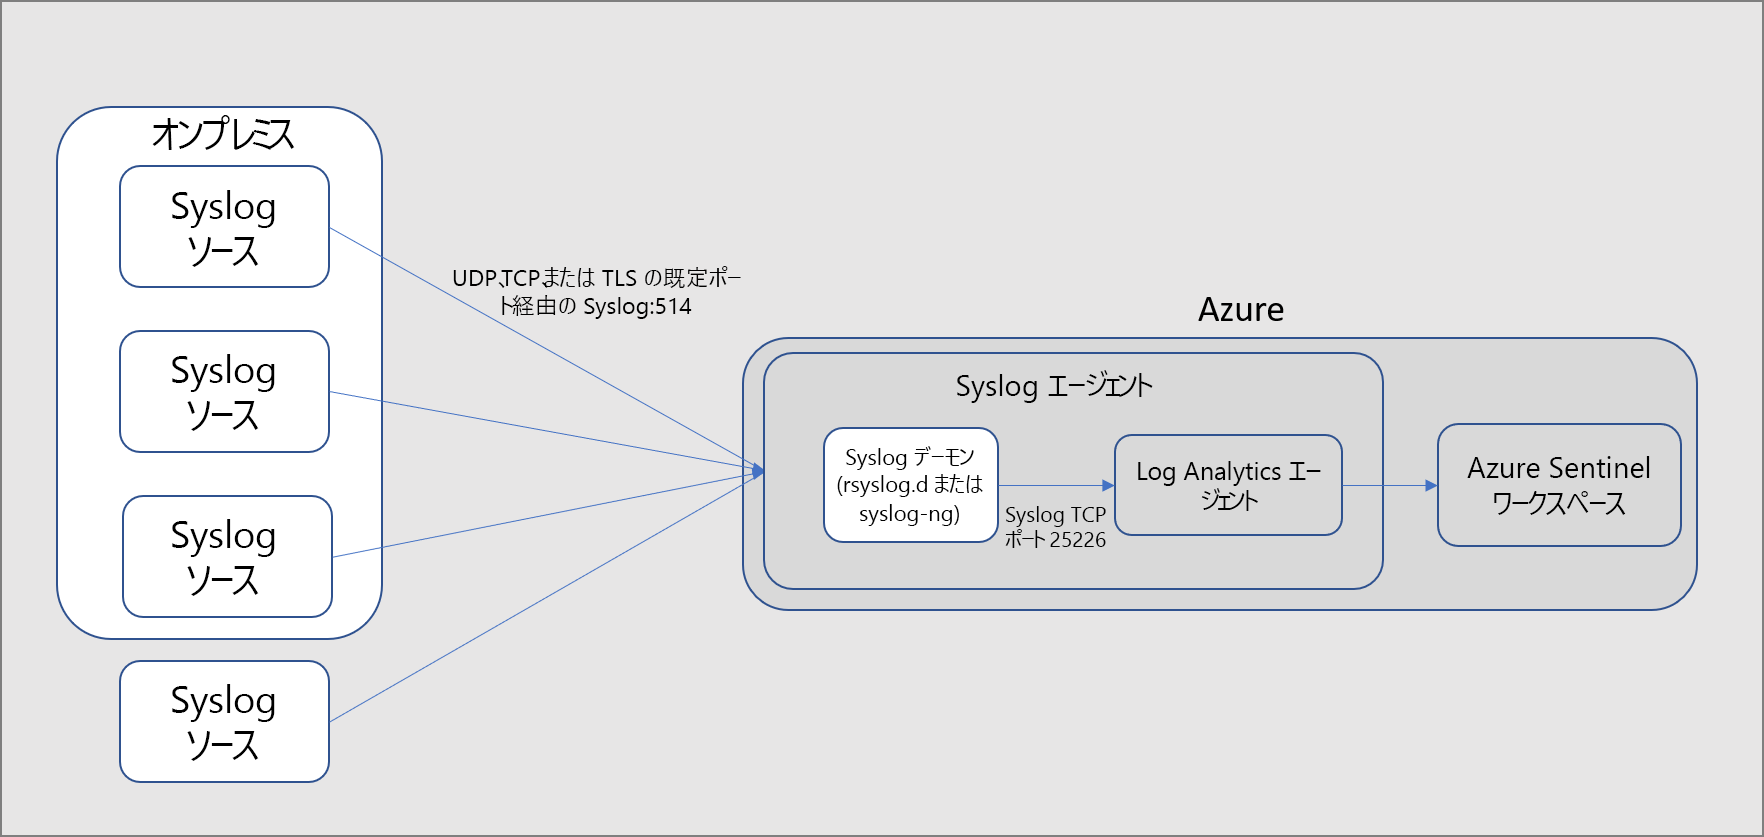 オンプレミス
Syslog
ソース
Syslog
ソース
Syslog
ソース
Syslog
ソース
UDP、TCP、または TLS の既定ポー
ト経由の Syslog:514
Azure
Syslog エージェント
Syslog デーモン
(rsyslog.d または
syslog-ng)
Syslog TCP
ポート 25226
Log Analytics エー
ジェント
Azure Sentinel
ワークスペース